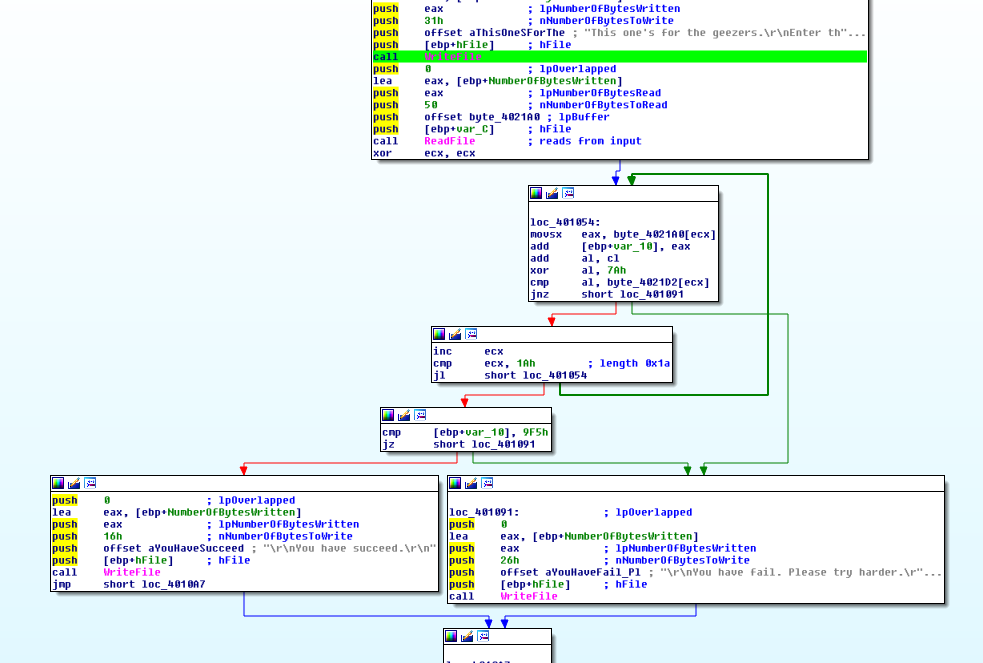 push    eax             ; lpNumberOfBytesWritten
push    31h             ; nNumberOfBytesToWrite
push    offset aThisOneSForThe ; "This one's for the geezers.\r\nEnter th"...
push    [ebp+hFile]     ; hFile
call    WriteFile
push    0               ; lpOverlapped
lea     eax, [ebp+NumberOfBytesWritten]
push    eax             ; lpNumberOfBytesRead
push    50              ; nNumberOfBytesToRead
push    offset byte_4021A0 ; lpBuffer
push    [ebp+var_C]     ; hFile
call    ReadFile        ; reads from input
xor     ecx, ecx
loc_401054:
movsx   eax, byte_4021A0[ecx]
add     [ebp+var_10], eax
add     al, cl
xor     al, 7Ah
cmp     al, byte_4021D2[ecx]
jnz     short loc_401091
inc     ecx
cmp     ecx, 1Ah        ; length 0x1a
jl      short loc_401054
cmp     [ebp+var_10], 9F5h
jz      short loc_401091
push    0               ; lpOverlapped
lea     eax, [ebp+NumberOfBytesWritten]
push    eax             ; lpNumberOfBytesWritten
push    16h             ; nNumberOfBytesToWrite
push    offset aYouHaveSucceed ; "\r\nYou have succeed.\r\n"
push    [ebp+hFile]     ; hFile
call    WriteFile
jmp     short loc_4010A7
loc_401091:             ; lpOverlapped
push    0
lea     eax, [ebp+NumberOfBytesWritten]
push    eax             ; lpNumberOfBytesWritten
push    26h             ; nNumberOfBytesToWrite
push    offset aYouHaveFail_Pl ; "\r\nYou have fail. Please try harder.\r"...
push    [ebp+hFile]     ; hFile
call    WriteFile